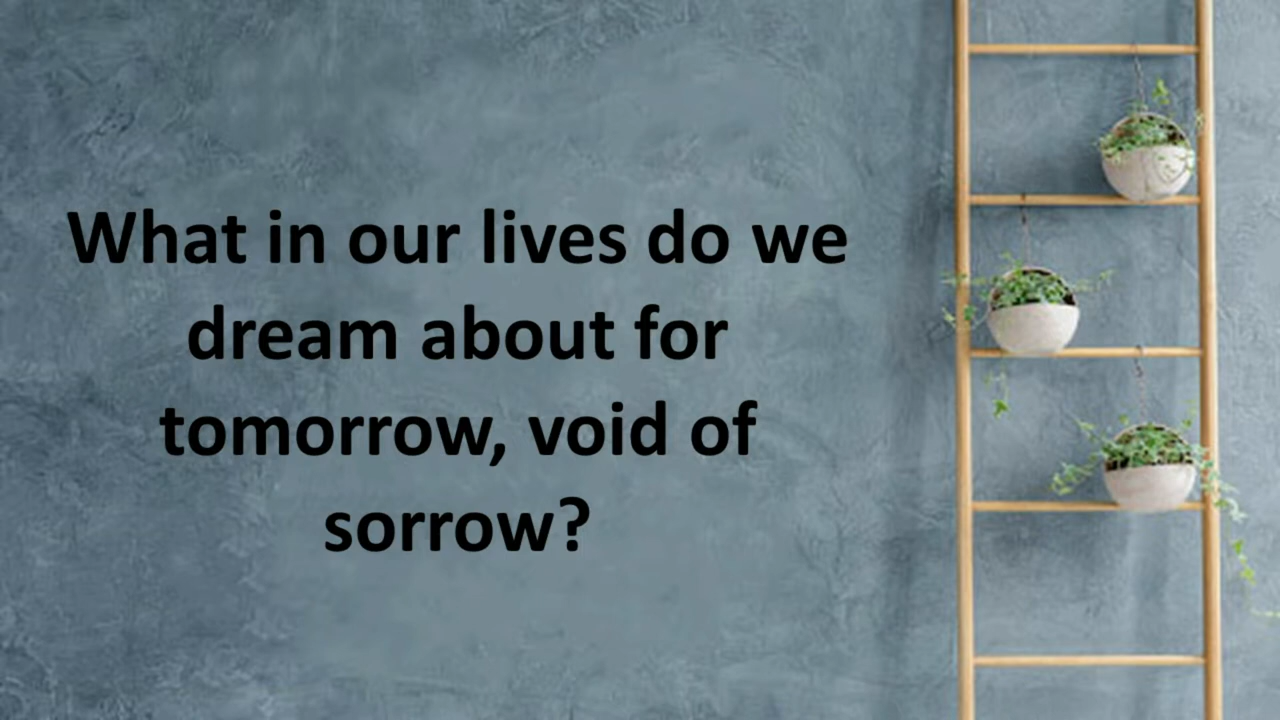 What in our lives do we
dream about for
tomorrow, void of
sorrow?